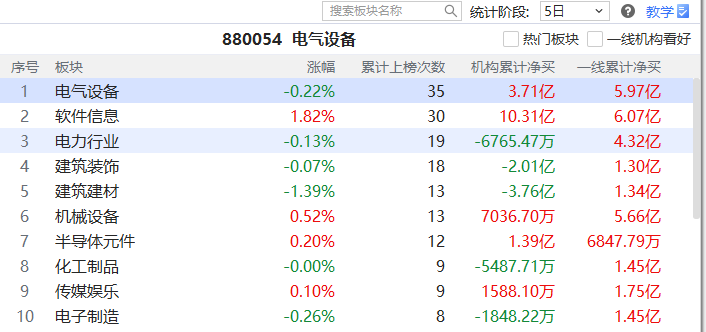 搜索板块名称 统计阶段: 5日 ? 教学
880054 电气设备 热门板块 一线机构看好
序号 板块 涨幅 累计上榜次数 机构累计净买 一线累计净买
1 电气设备 -0.22% 35 3.71亿 5.97亿
2 软件信息 1.82% 30 10.31亿 6.07亿
3 电力行业 -0.13% 19 -6765.47万 4.32亿
4 建筑装饰 -0.07% 18 -2.01亿 1.30亿
5 建筑建材 -1.39% 13 -3.76亿 1.34亿
6 机械设备 0.52% 13 7036.70万 5.66亿
7 半导体元件 0.20% 12 1.39亿 6847.79万
8 化工制品 -0.00% 9 -5487.71万 1.45亿
9 传媒娱乐 0.10% 9 1588.10万 1.75亿
10 电子制造 -0.26% 8 -1848.22万 1.45亿